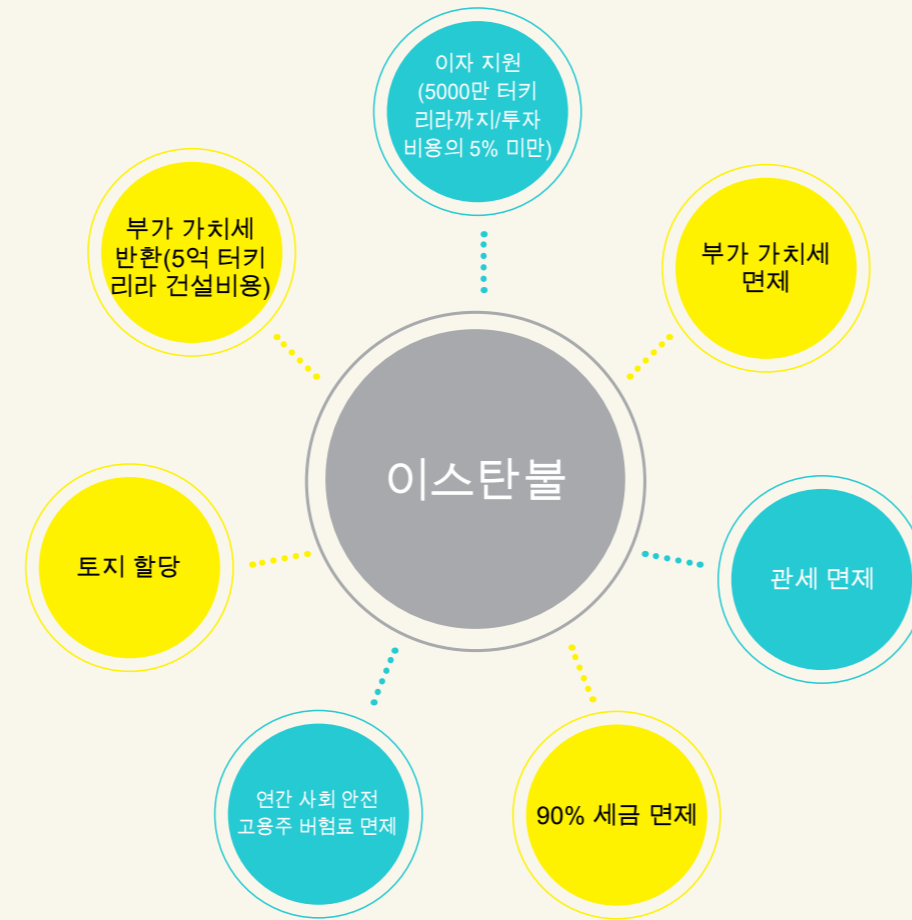 이자 지원
(5000만 터키
리라까지/투자
비용의 5% 미만)
부가 가치세
반환(5억 터키
리라 건설비용)
부가 가치세
면제
이스탄불
토지 할당
관세 면제
연간 사회 안전
고용주 버험료 면제
90% 세금 면제